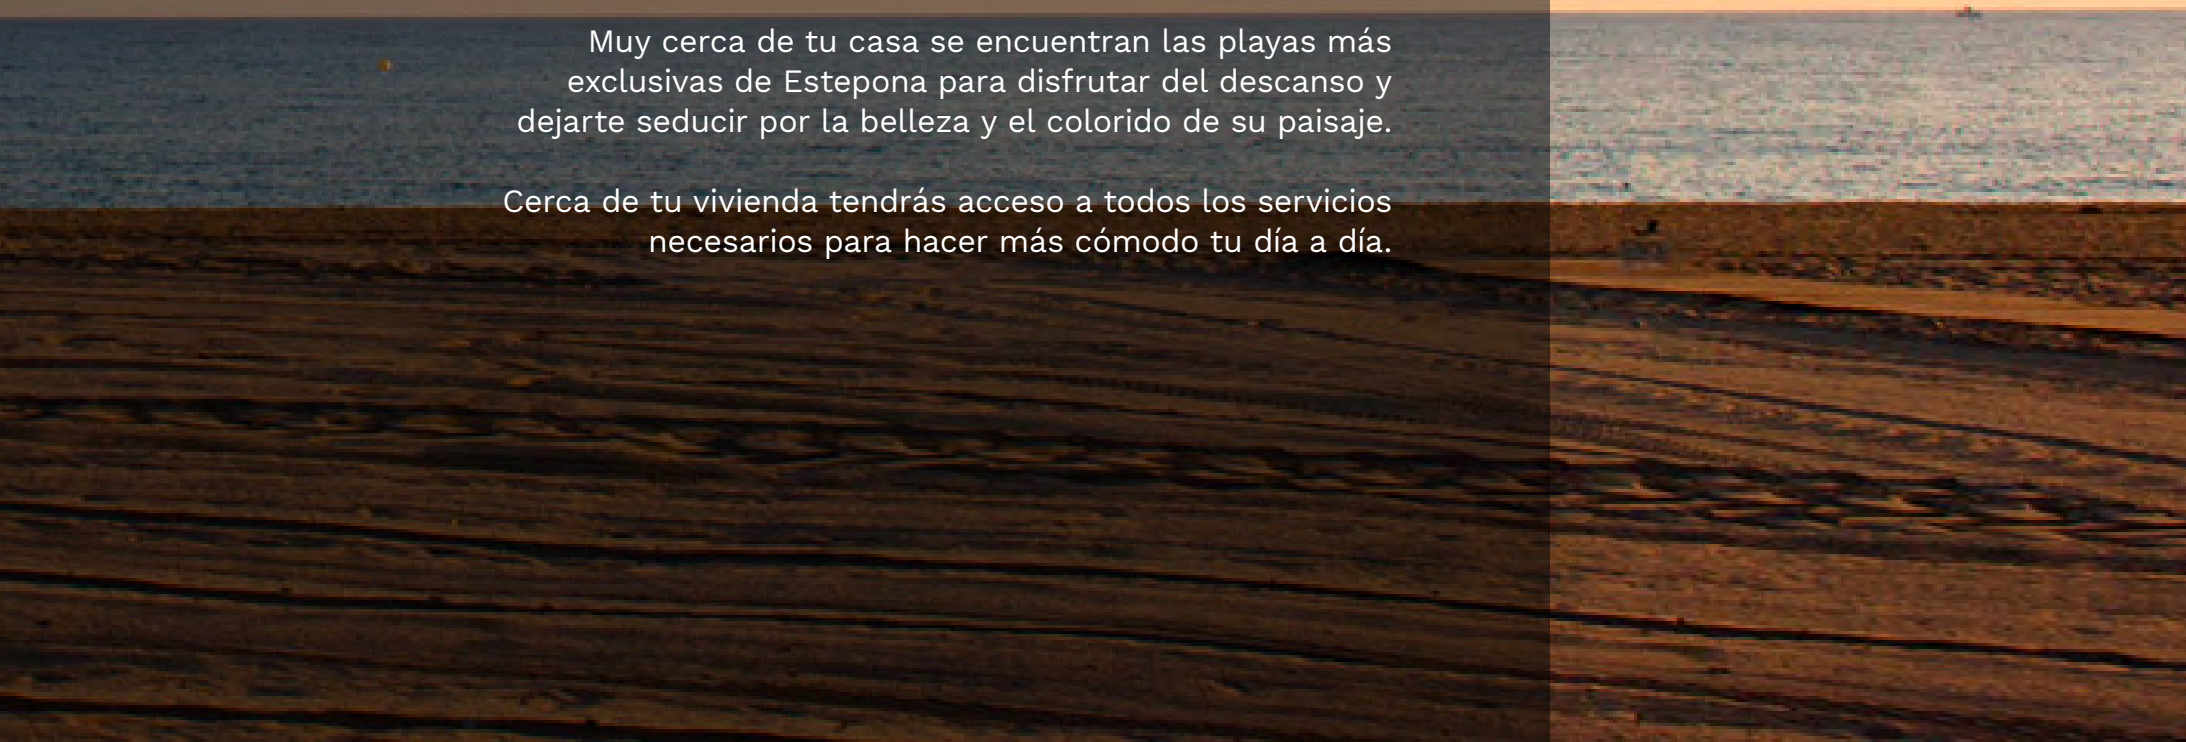 Muy cerca de tu casa se encuentran las playas más
exclusivas de Estepona para disfrutar del descanso y
dejarte seducir por la belleza y el colorido de su paisaje.
Cerca de tu vivienda tendrás acceso a todos los servicios
necesarios para hacer más cómodo tu día a día.